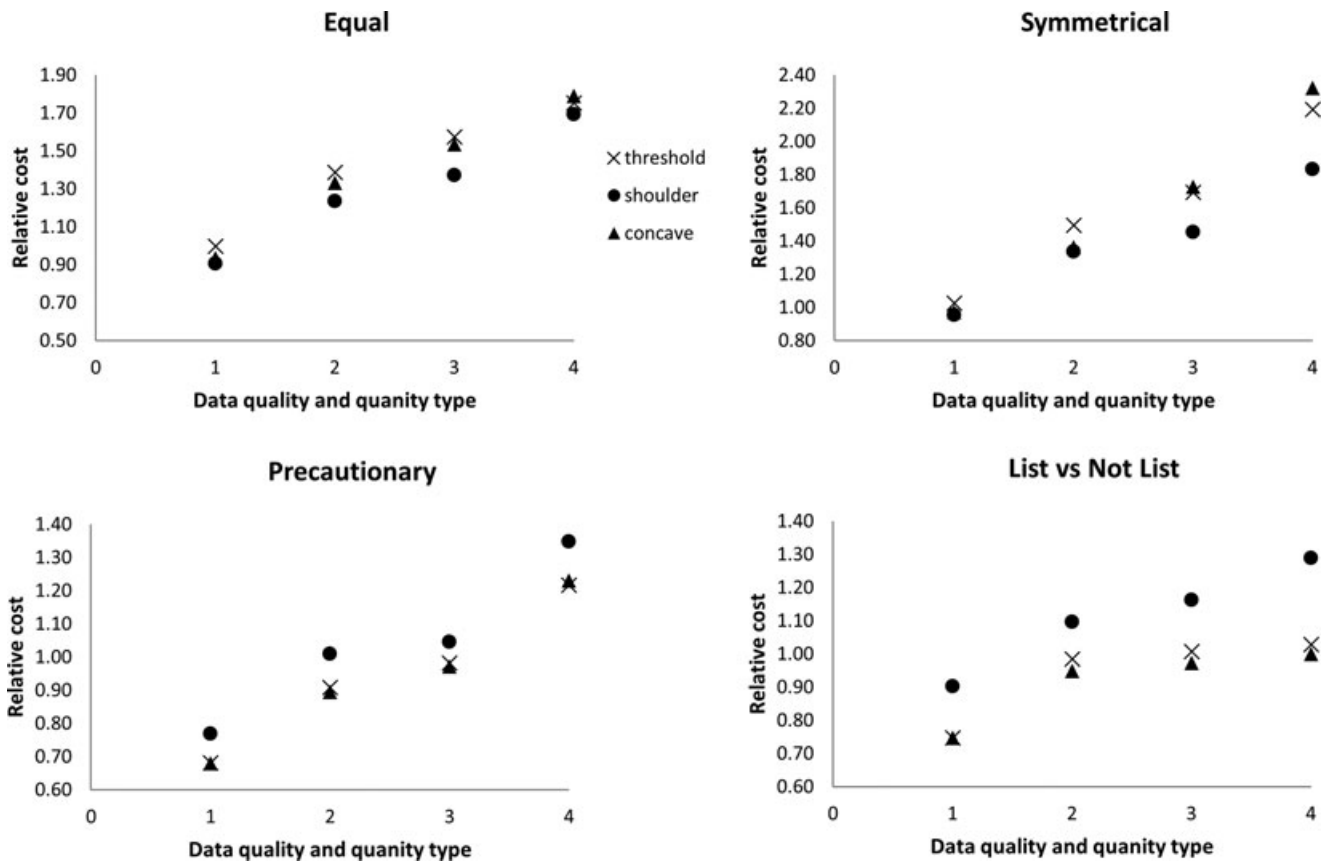 Equal
1.90
1.70
1.50
1.30
1.10
0.90
0.70
0.50
0 1 2 3 4
Relative cost
Data quality and quanity type
threshold
shoulder
concave
Symmetrical
2.40
2.20
2.00
1.80
1.60
1.40
1.20
1.00
0.80
0 1 2 3 4
Relative cost
Data quality and quanity type
Precautionary
1.40
1.30
1.20
1.10
1.00
0.90
0.80
0.70
0.60
0 1 2 3 4
Relative cost
Data quality and quanity type
List vs Not List
1.40
1.30
1.20
1.10
1.00
0.90
0.80
0.70
0.60
0 1 2 3 4
Relative cost
Data quality and quanity type